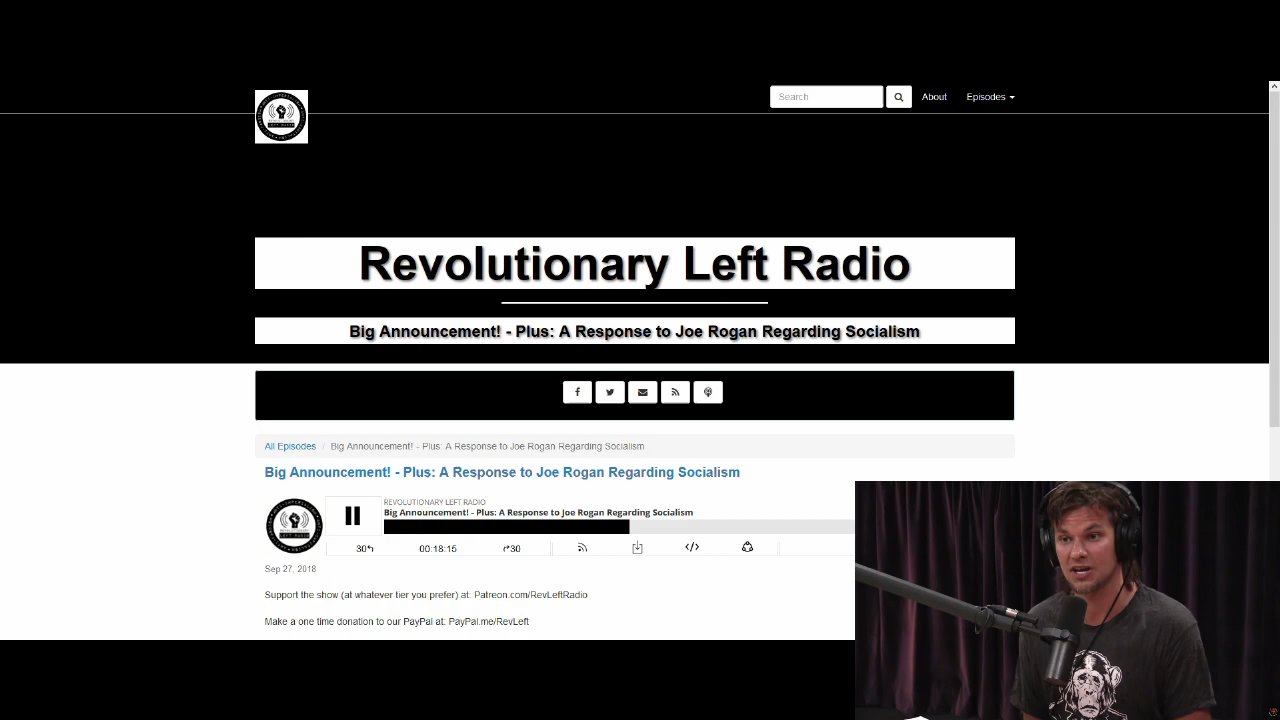 Search
About
Episodes
Revolutionary Left Radio
Big Announcement! - Plus: A Response to Joe Rogan Regarding Socialism
All Episodes / Big Announcement! - Plus: A Response to Joe Rogan Regarding Socialism
Big Announcement! - Plus: A Response to Joe Rogan Regarding Socialism
REVOLUTIONARY LEFT RADIO
Big Announcement! - Plus: A Response to Joe Rogan Regarding Socialism
30
00:18:15
30
Sep 27, 2018
Support the show (at whatever tier you prefer) at: Patreon.com/RevLeftRadio
Make a one time donation to our PayPal at: PayPal.me/RevLeft